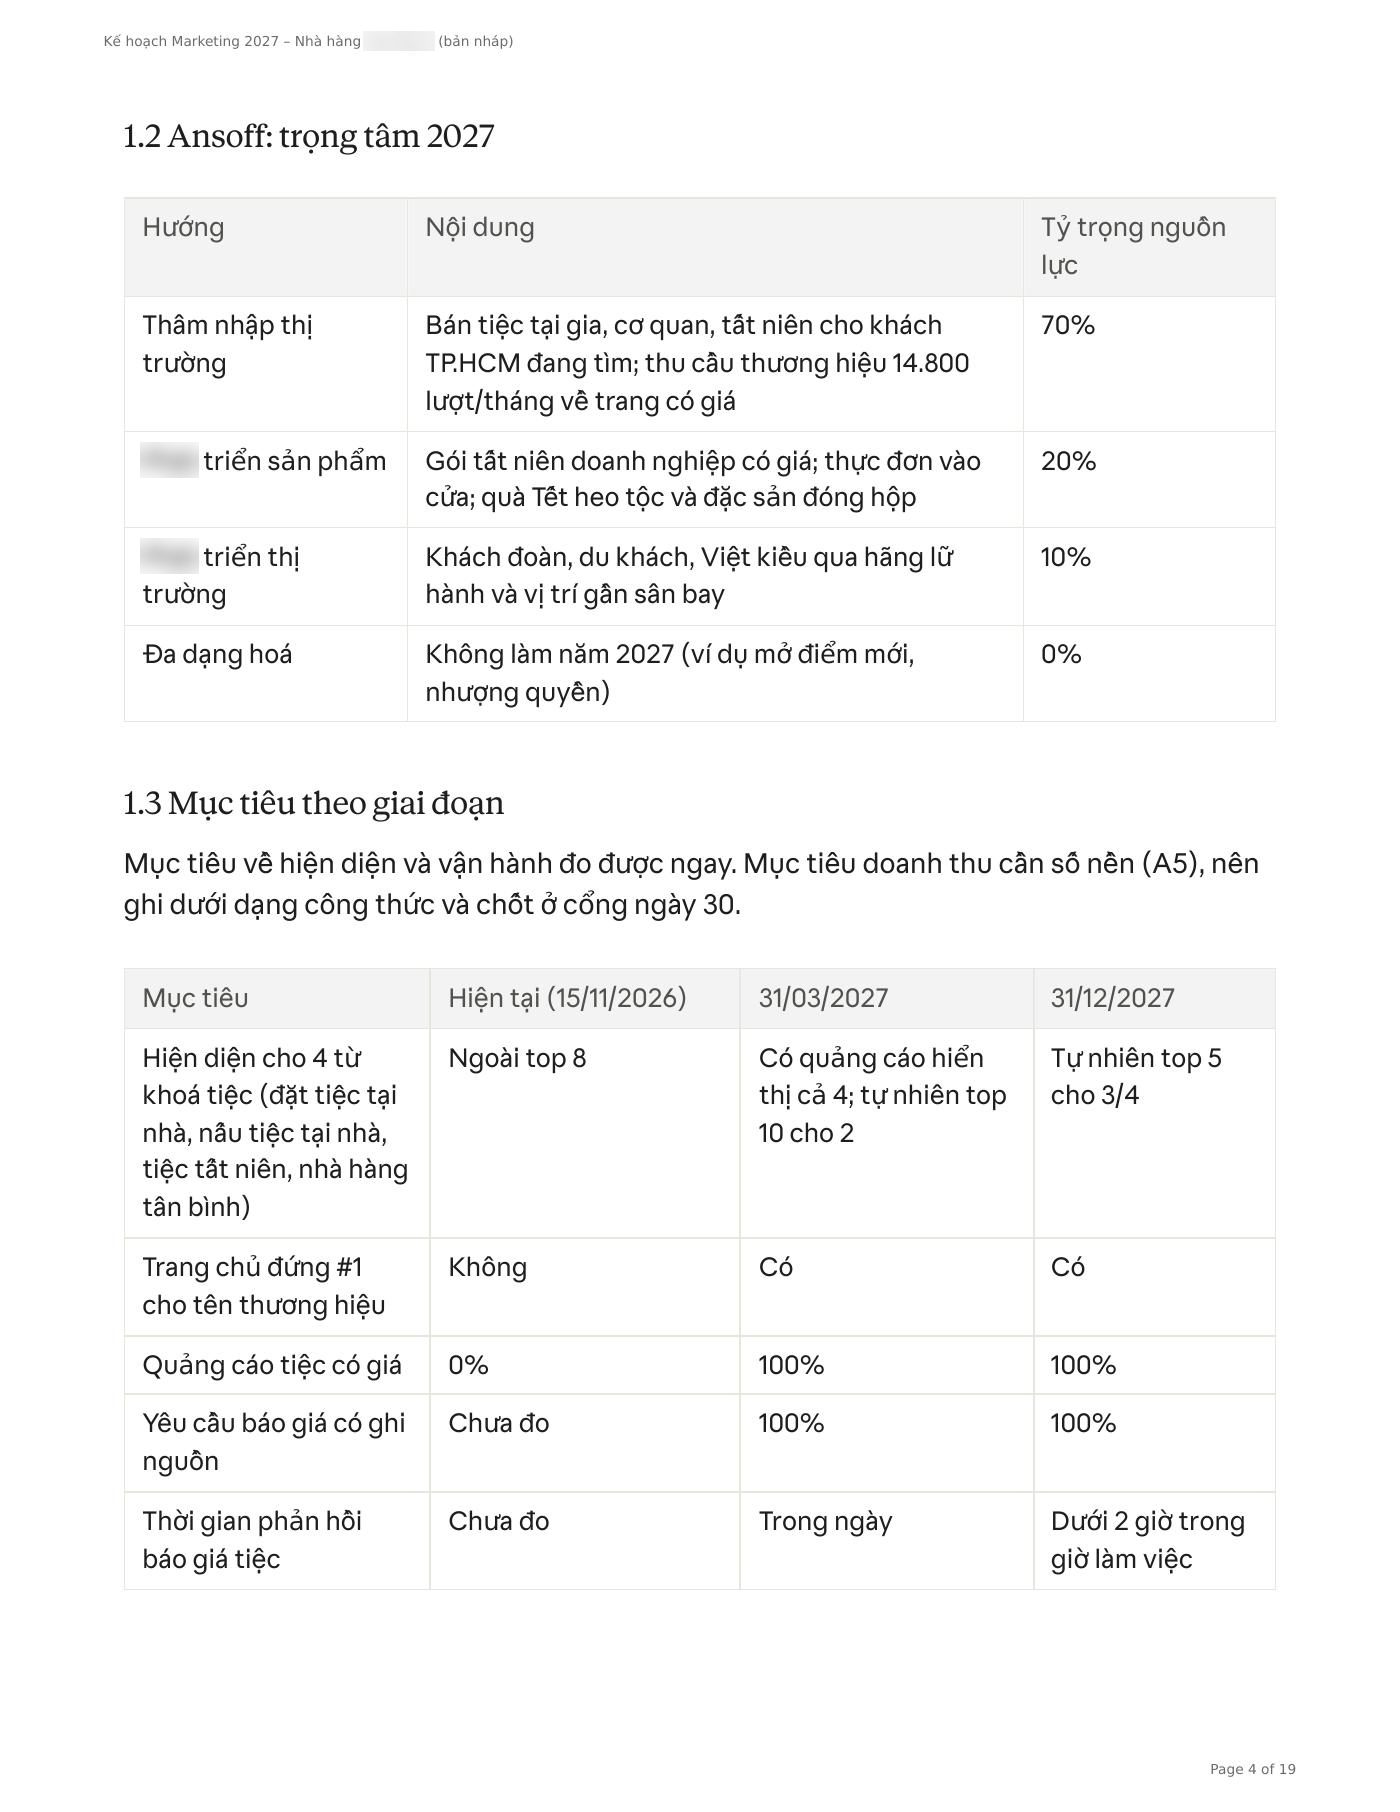 Kế hoạch Marketing 2027 – Nhà hàng (bản nháp)
1.2 Ansoff: trọng tâm 2027
Hướng
Nội dung
Tỷ trọng nguồn
lực
Thâm nhập thị
trường
Bán tiệc tại gia, cơ quan, tất niên cho khách
TP.HCM đang tìm; thu cầu thương hiệu 14.800
lượt/tháng về trang có giá
70%
triển sản phẩm
Gói tất niên doanh nghiệp có giá; thực đơn vào
cửa; quà Tết heo tộc và đặc sản đóng hộp
20%
triển thị
trường
Khách đoàn, du khách, Việt kiều qua hãng lữ
hành và vị trí gần sân bay
10%
Đa dạng hoá
Không làm năm 2027 (ví dụ mở điểm mới,
nhượng quyền)
0%
1.3 Mục tiêu theo giai đoạn
Mục tiêu về hiện diện và vận hành đo được ngay. Mục tiêu doanh thu cần số nền (A5), nên
ghi dưới dạng công thức và chốt ở cổng ngày 30.
Mục tiêu
Hiện tại (15/11/2026)
31/03/2027
31/12/2027
Hiện diện cho 4 từ
khoá tiệc (đặt tiệc tại
nhà, nấu tiệc tại nhà,
tiệc tất niên, nhà hàng
tân bình)
Ngoài top 8
Có quảng cáo hiển
thị cả 4; tự nhiên top
10 cho 2
Tự nhiên top 5
cho 3/4
Trang chủ đứng #1
cho tên thương hiệu
Không
Có
Có
Quảng cáo tiệc có giá
0%
100%
100%
Yêu cầu báo giá có ghi
nguồn
Chưa đo
100%
100%
Thời gian phản hồi
báo giá tiệc
Chưa đo
Trong ngày
Dưới 2 giờ trong
giờ làm việc
Page 4 of 19